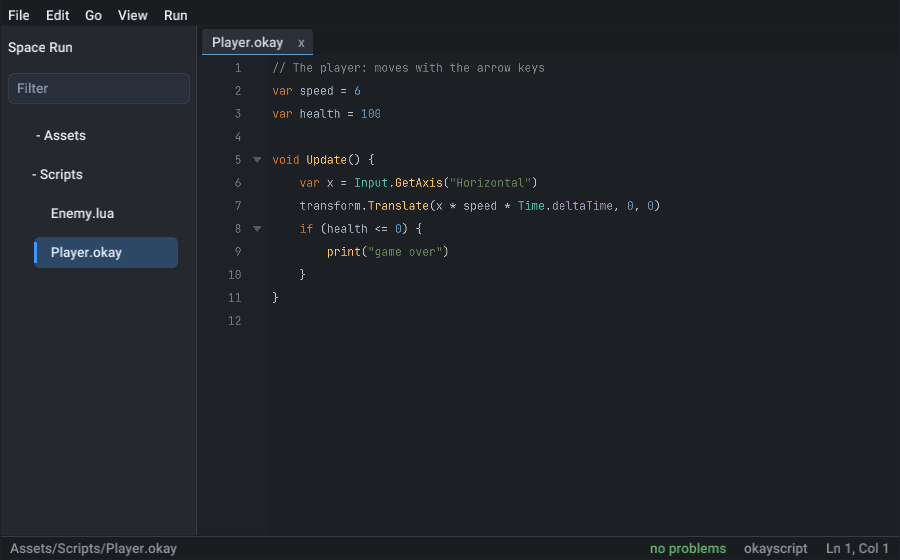 File Edit Go View Run
Space Run
Filter
- Assets
- Scripts
Enemy.lua
Player.okay
Player.okay x
1 // The player: moves with the arrow keys
2 var speed = 6
3 var health = 100
4
5 void Update() {
6 var x = Input.GetAxis("Horizontal")
7 transform.Translate(x * speed * Time.deltaTime, 0, 0)
8 if (health <= 0) {
9 print("game over")
10 }
11 }
12
Assets/Scripts/Player.okay no problems okayscript Ln 1, Col 1